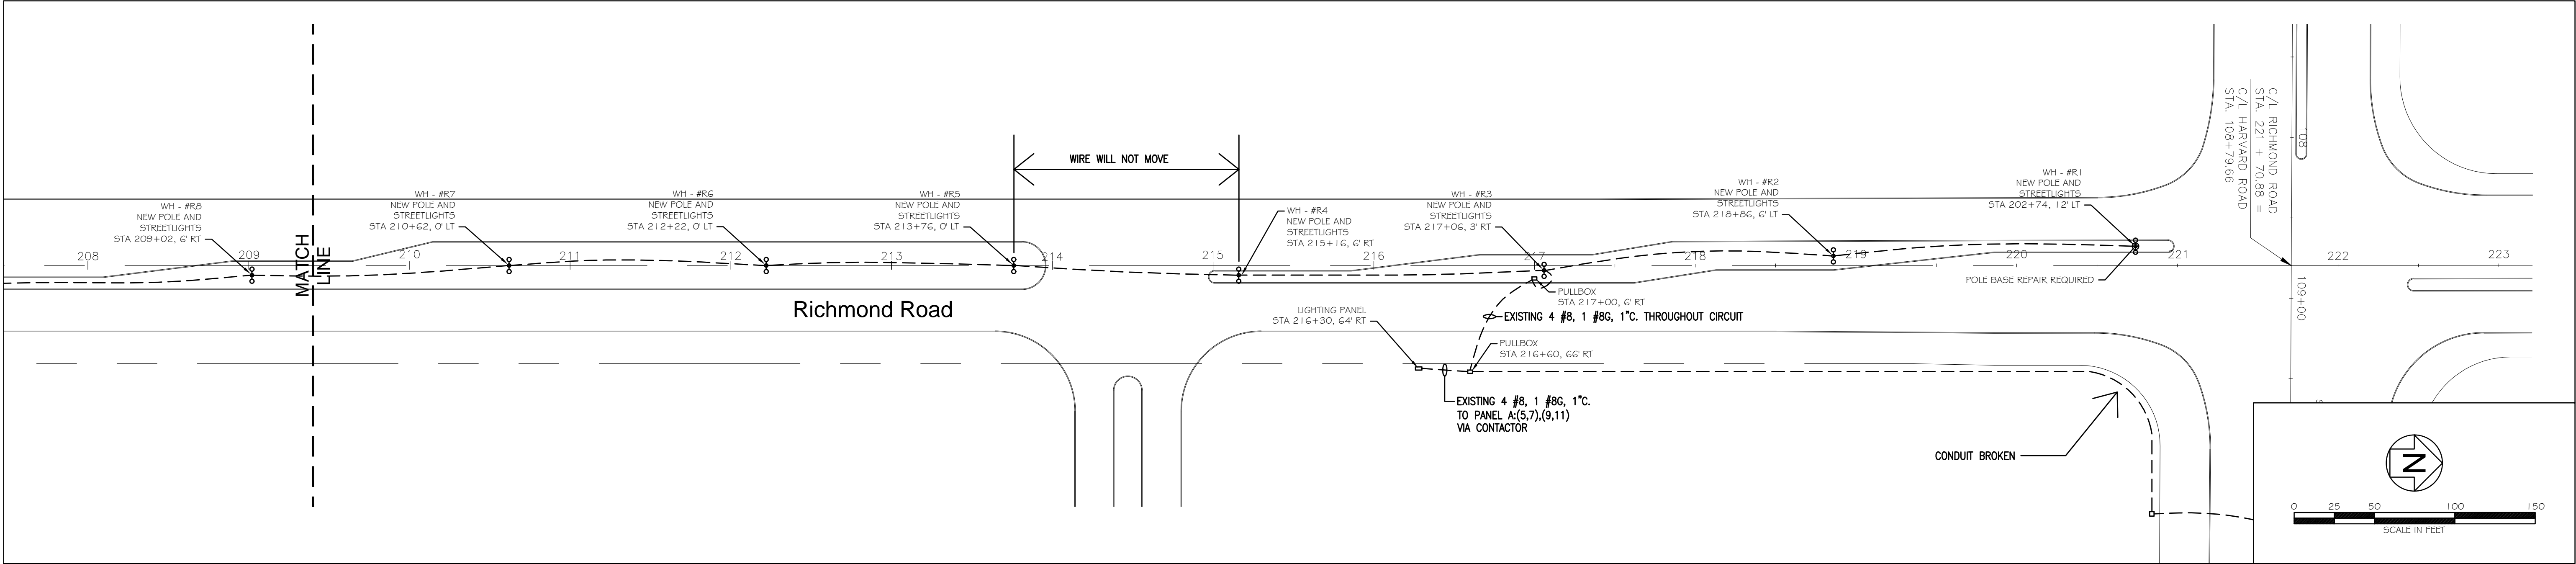 WH - #R8
NEW POLE AND
STREETLIGHTS
STA 209+02, 6' RT
MATCH
LINE
WH - #R7
NEW POLE AND
STREETLIGHTS
STA 210+62, 0' LT
WH - #R6
NEW POLE AND
STREETLIGHTS
STA 212+22, 0' LT
WH - #R5
NEW POLE AND
STREETLIGHTS
STA 213+76, 0' LT
WIRE WILL NOT MOVE
WH - #R4
NEW POLE AND
STREETLIGHTS
STA 215+16, 6' RT
WH - #R3
NEW POLE AND
STREETLIGHTS
STA 217+06, 3' RT
WH - #R2
NEW POLE AND
STREETLIGHTS
STA 218+86, 6' LT
WH - #R1
NEW POLE AND
STREETLIGHTS
STA 202+74, 12' LT
C/L RICHMOND ROAD
STA. 221 + 70.88 =
C/L HARVARD ROAD
STA. 108+79.66
108
208
209
210
211
212
213
214
215
216
217
218
219
220
221
222
223
109+00
POLE BASE REPAIR REQUIRED
Richmond Road
PULLBOX
STA 217+00, 6' RT
LIGHTING PANEL
STA 216+30, 64' RT
EXISTING 4 #8, 1 #8G, 1"C. THROUGHOUT CIRCUIT
PULLBOX
STA 216+60, 66' RT
EXISTING 4 #8, 1 #8G, 1"C.
TO PANEL A:(5,7),(9,11)
VIA CONTACTOR
CONDUIT BROKEN
N
0 25 50 100 150
SCALE IN FEET